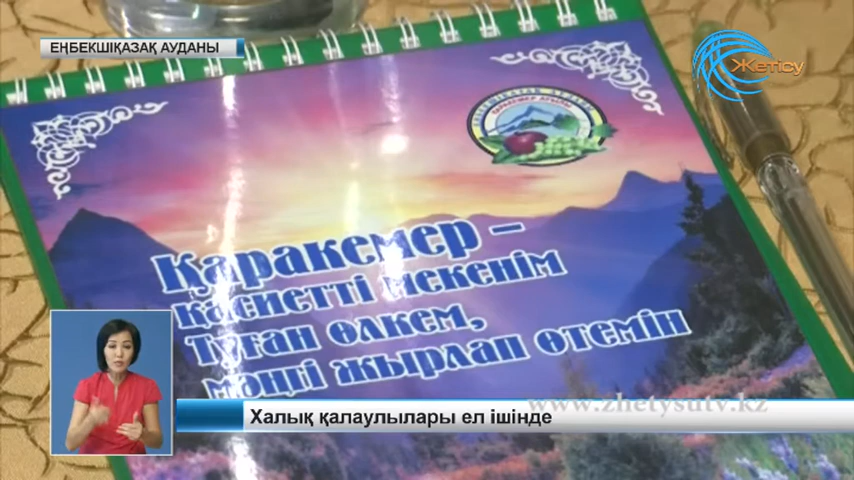 ЕҢБЕКШІҚАЗАҚ АУДАНЫ
Жетісу
Қаракемер –
қасиетті мекенім
Туған өлкем,
мәңгі жырлап өтемін
www.zhetysutv.kz
Халық қалаулылары ел ішінде